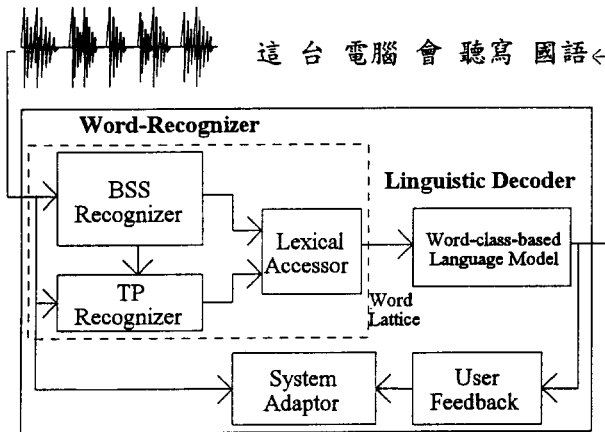 這 台 電腦 會 聽寫 國語
Word-Recognizer
BSS
Recognizer
Linguistic Decoder
Lexical
Accessor
Word-class-based
Language Model
TP
Recognizer
Word
Lattice
System
Adaptor
User
Feedback